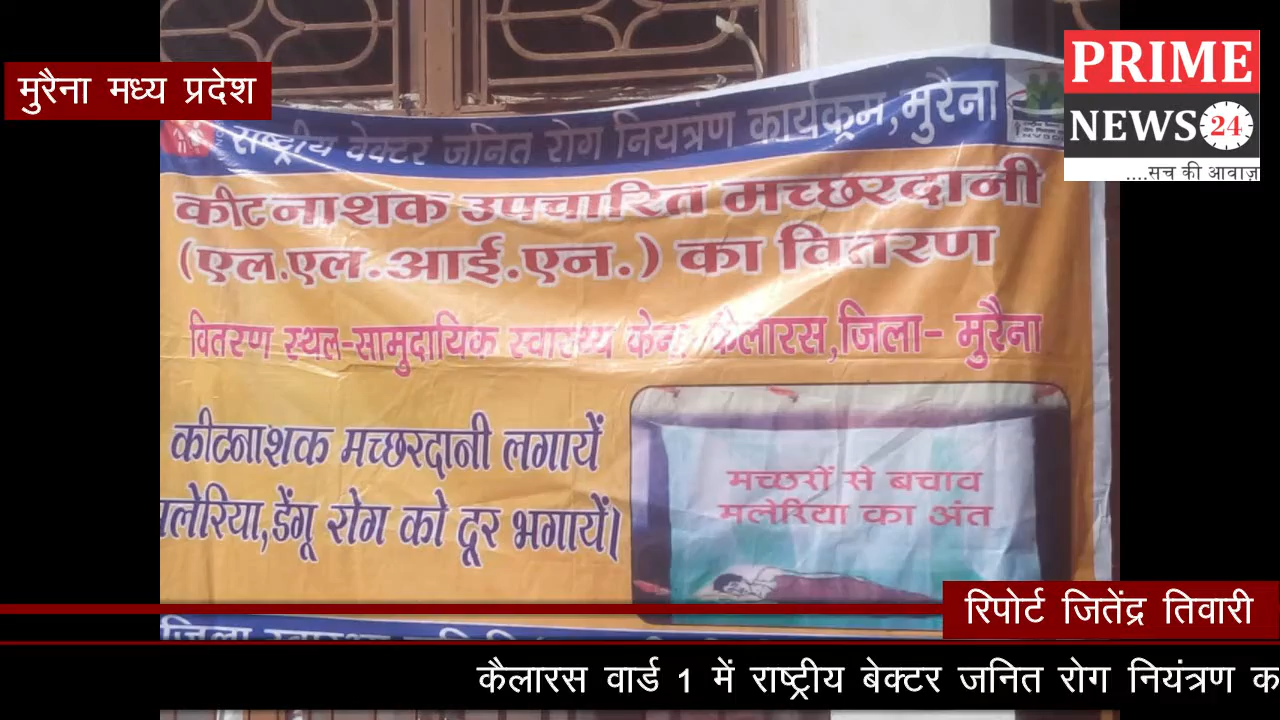 मुरैना मध्य प्रदेश
PRIME
NEWS 24
....सच की आवाज़
राष्ट्रीय वेक्टर जनित रोग नियत्रण कार्यक्रम,मुरैना
कीटनाशक उपचारित मच्छरदानी
(एल.एल.आई.एन.) का वितरण
वितरण स्थल-सामुदायिक स्वास्थ्य कैलारस,जिला- मुरैना
कीटनाशक मच्छरदानी लगायें
मलेरिया,डेंगू रोग को दूर भगायें।
मच्छरों से बचाव
मलेरिया का अंत
रिपोर्ट जितेंद्र तिवारी
जिला स्वास्थ्य
कैलारस वार्ड 1 में राष्ट्रीय बेक्टर जनित रोग नियंत्रण क